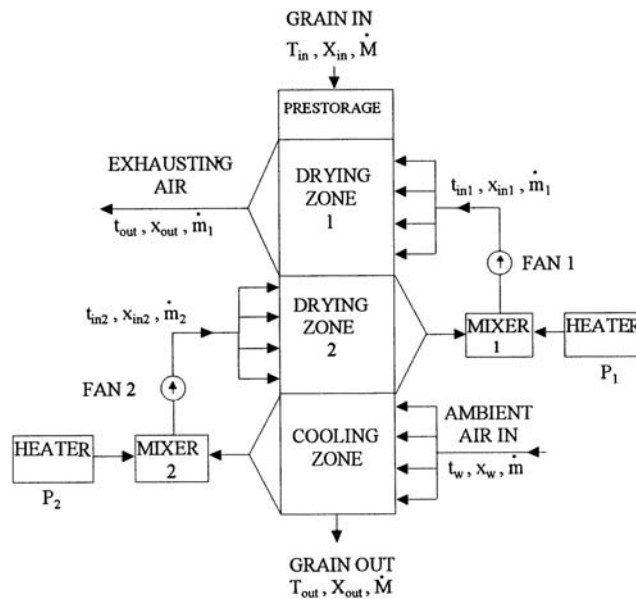 GRAIN IN
T_in , X_in , Ṁ
PRESTORAGE
EXHAUSTING
AIR
t_out , x_out , ṁ_1
DRYING
ZONE
1
t_in1 , x_in1 , ṁ_1
FAN 1
t_in2 , x_in2 , ṁ_2
DRYING
ZONE
2
MIXER
1
HEATER
P_1
FAN 2
HEATER
P_2
MIXER
2
COOLING
ZONE
AMBIENT
AIR IN
t_w , x_w , ṁ
GRAIN OUT
T_out , X_out , Ṁ